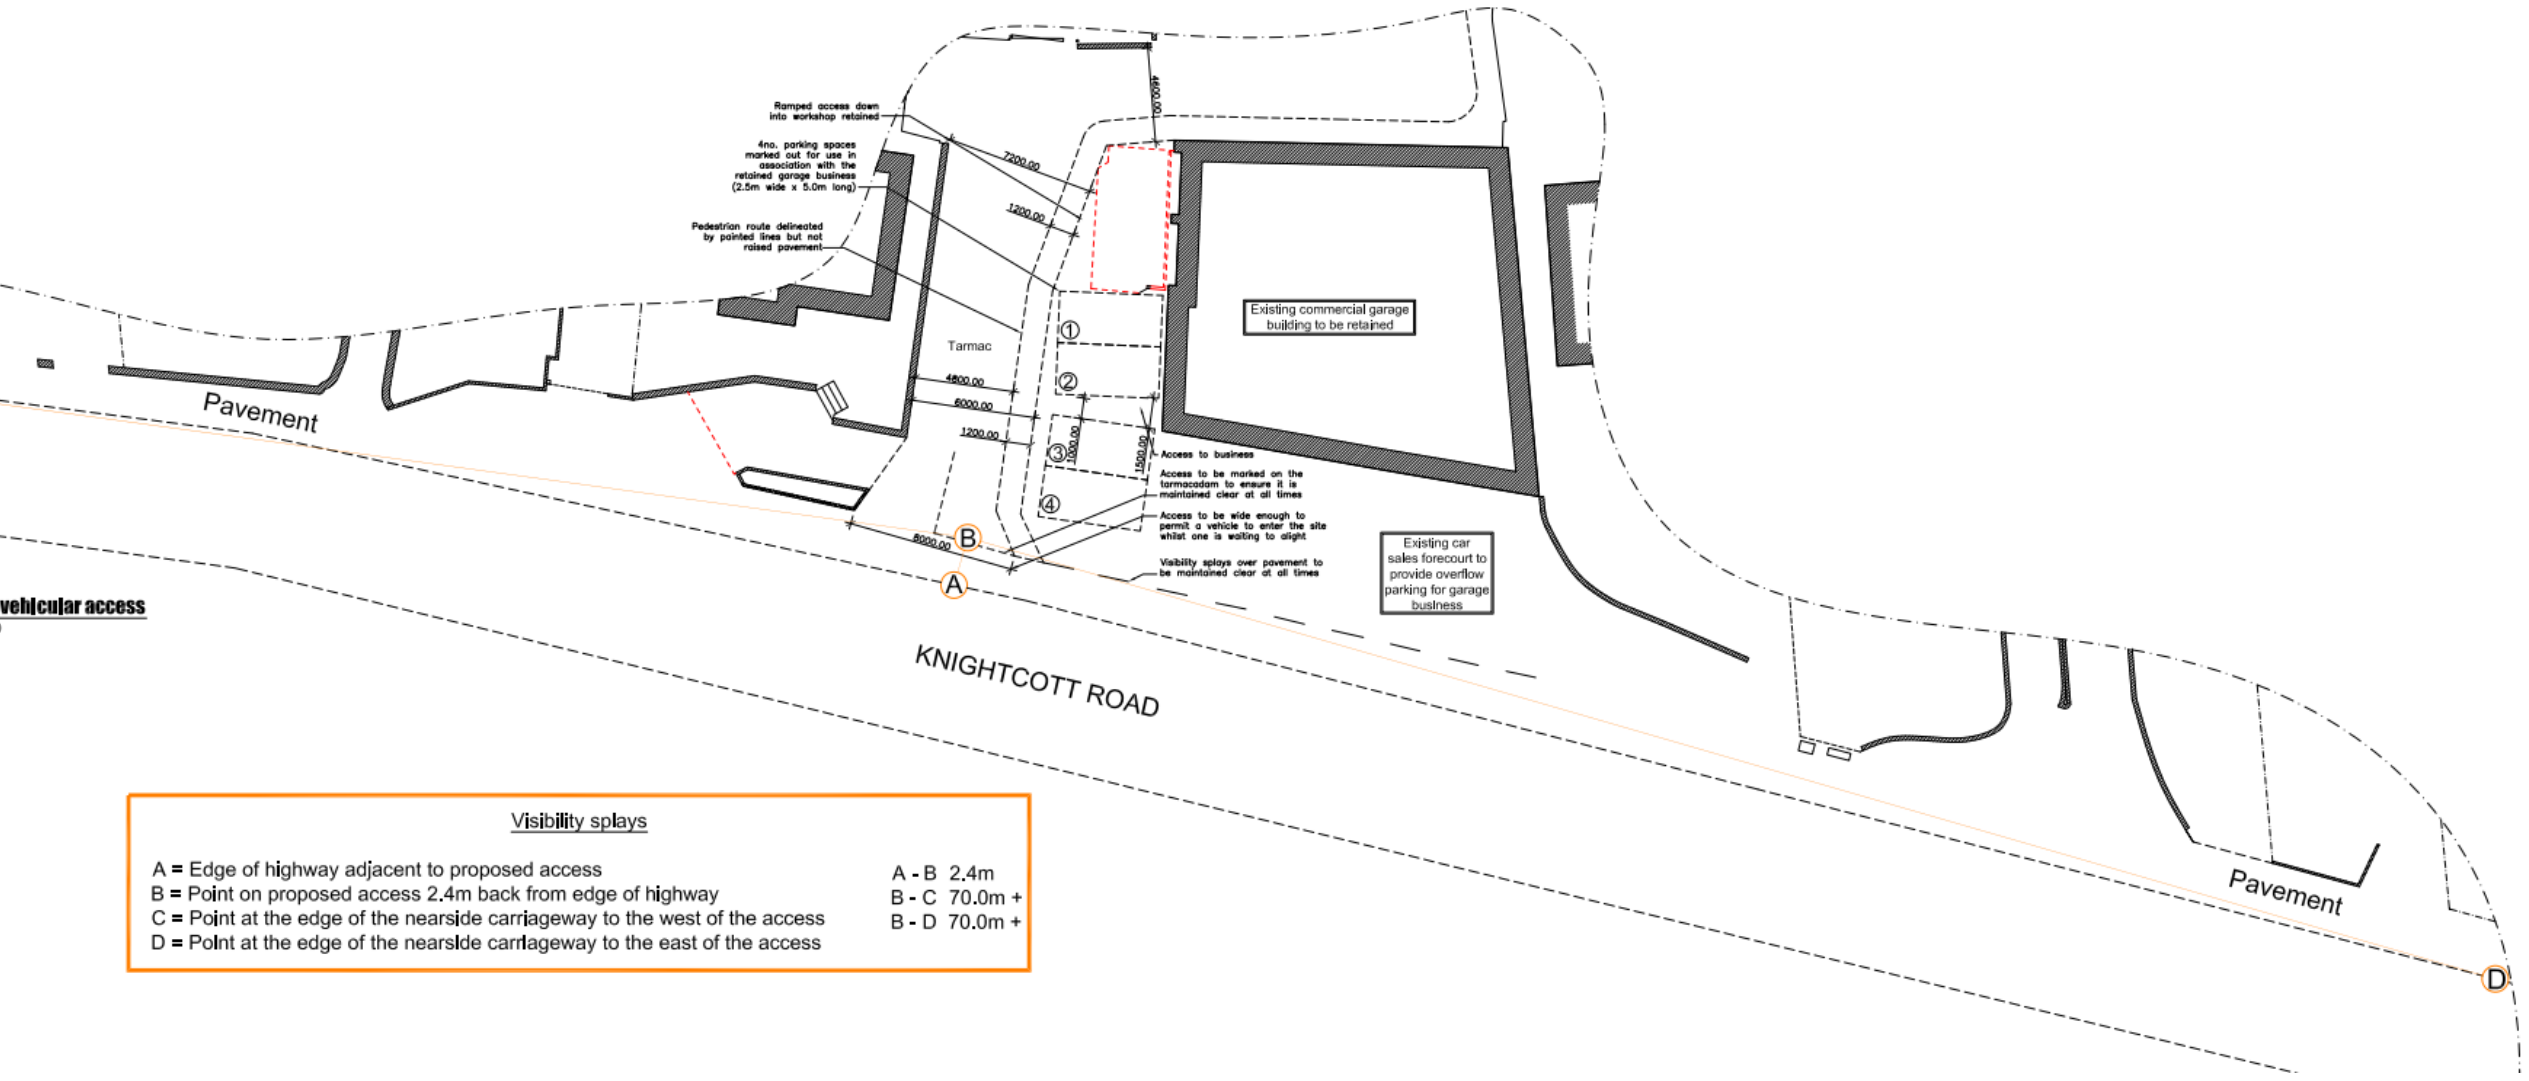 4600.00
Ramped access down
into workshop retained
4no. parking spaces
marked out for use in
association with the
retained garage business
(2.5m wide x 5.0m long)
7200.00
1200.00
Pedestrian route delineated
by painted lines but not
raised pavement
Existing commercial garage
building to be retained
1
Tarmac
2
4800.00
6000.00
Pavement
1200.00
1000.00
1500.00
3
Access to business
Access to be marked on the
tarmacadam to ensure it is
maintained clear at all times
4
Access to be wide enough to
permit a vehicle to enter the site
whilst one is waiting to alight
B
8000.00
Existing car
sales forecourt to
provide overflow
parking for garage
business
Visibility splays over pavement to
be maintained clear at all times
A
vehicular access
)
KNIGHTCOTT ROAD
Visibility splays
A = Edge of highway adjacent to proposed access A - B 2.4m
B = Point on proposed access 2.4m back from edge of highway B - C 70.0m +
C = Point at the edge of the nearside carriageway to the west of the access B - D 70.0m +
D = Point at the edge of the nearside carriageway to the east of the access
Pavement
D